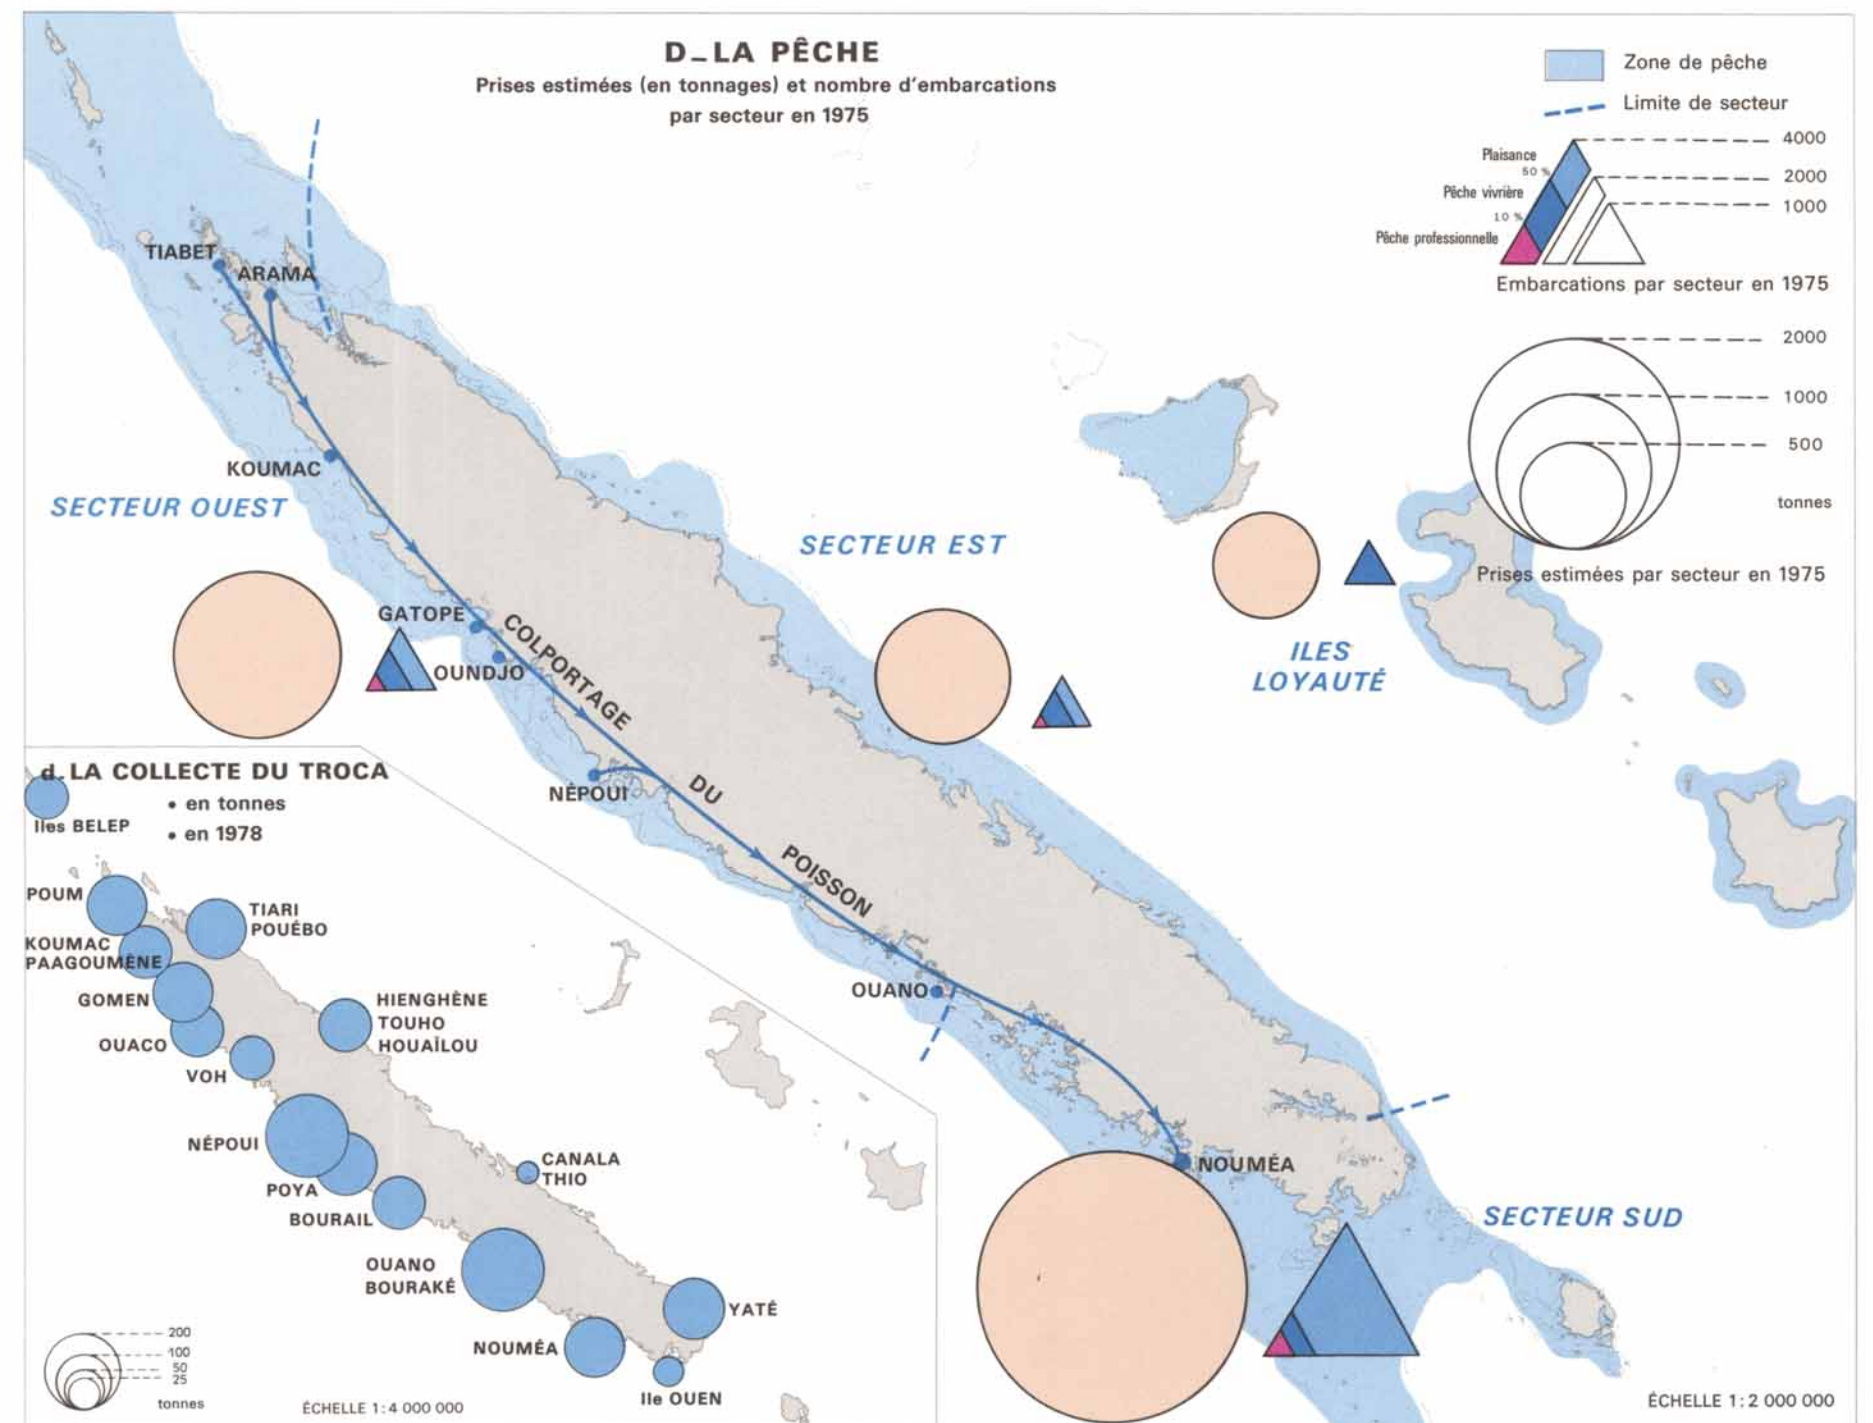 D_LA PÊCHE
Prises estimées (en tonnages) et nombre d'embarcations
par secteur en 1975
Zone de pêche
Limite de secteur
Plaisance
50 %
Pêche vivrière
10 %
Pêche professionnelle
4000
2000
1000
Embarcations par secteur en 1975
2000
1000
500
tonnes
Prises estimées par secteur en 1975
TIABET
ARAMA
KOUMAC
SECTEUR OUEST
SECTEUR EST
GATOPE
OUNDJO
COLPORTAGE
DU
POISSON
NÉPOUI
ILES
LOYAUTÉ
OUANO
NOUMÉA
SECTEUR SUD
ÉCHELLE 1:2 000 000
d_LA COLLECTE DU TROCA
• en tonnes
• en 1978
Iles BELEP
POUM
TIARI
POUÉBO
KOUMAC
PAAGOUMÈNE
GOMEN
HIENGHÈNE
TOUHO
HOUAÏLOU
OUACO
VOH
NÉPOUI
CANALA
THIO
POYA
BOURAIL
OUANO
BOURAKÉ
YATÉ
NOUMÉA
Ile OUEN
200
100
50
25
tonnes
ÉCHELLE 1:4 000 000